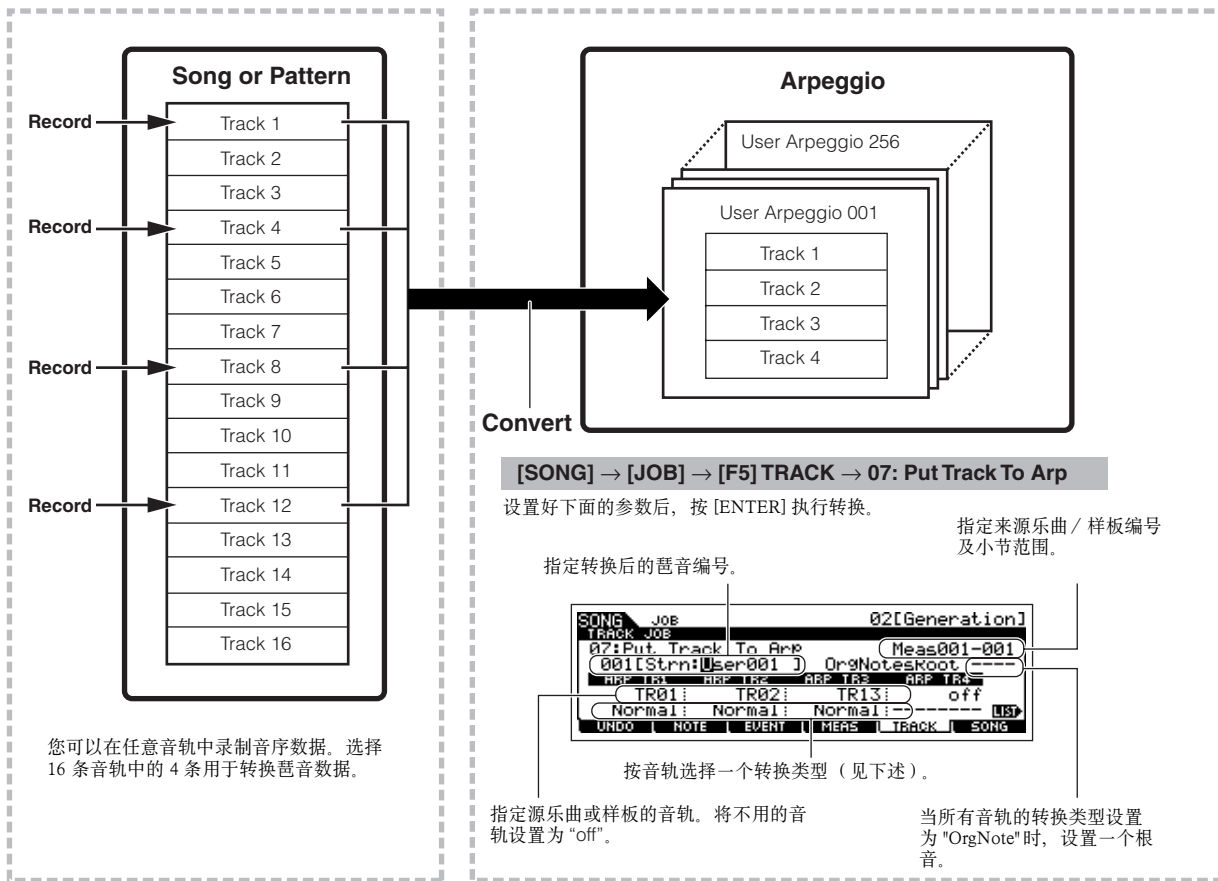 Song or Pattern
Record
Track 1
Track 2
Track 3
Record
Track 4
Track 5
Track 6
Track 7
Record
Track 8
Track 9
Track 10
Track 11
Record
Track 12
Track 13
Track 14
Track 15
Track 16
您可以在任意音轨中录制音序数据。选择
16 条音轨中的 4 条用于转换琶音数据。
Convert
Arpeggio
User Arpeggio 256
User Arpeggio 001
Track 1
Track 2
Track 3
Track 4
[SONG] → [JOB] → [F5] TRACK → 07: Put Track To Arp
设置好下面的参数后，按 [ENTER] 执行转换。
指定来源乐曲／样板编号
及小节范围。
指定转换后的琶音编号。
SONG JOB 02[Generation]
TRACK JOB
07:Put Track To Arp Meas001-001
001[Strn:User001 ] OrgNotesRoot ----
ARP TR1 ARP TR2 ARP TR3 ARP TR4
TR01 TR02 TR13 off
Normal Normal Normal -------- LIST
UNDO NOTE EVENT MEAS TRACK SONG
按音轨选择一个转换类型（见下述）。
指定源乐曲或样板的音轨．将不用的音
轨设置为 “off”。
当所有音轨的转换类型设置
为 "OrgNote"时，设置一个根
音。